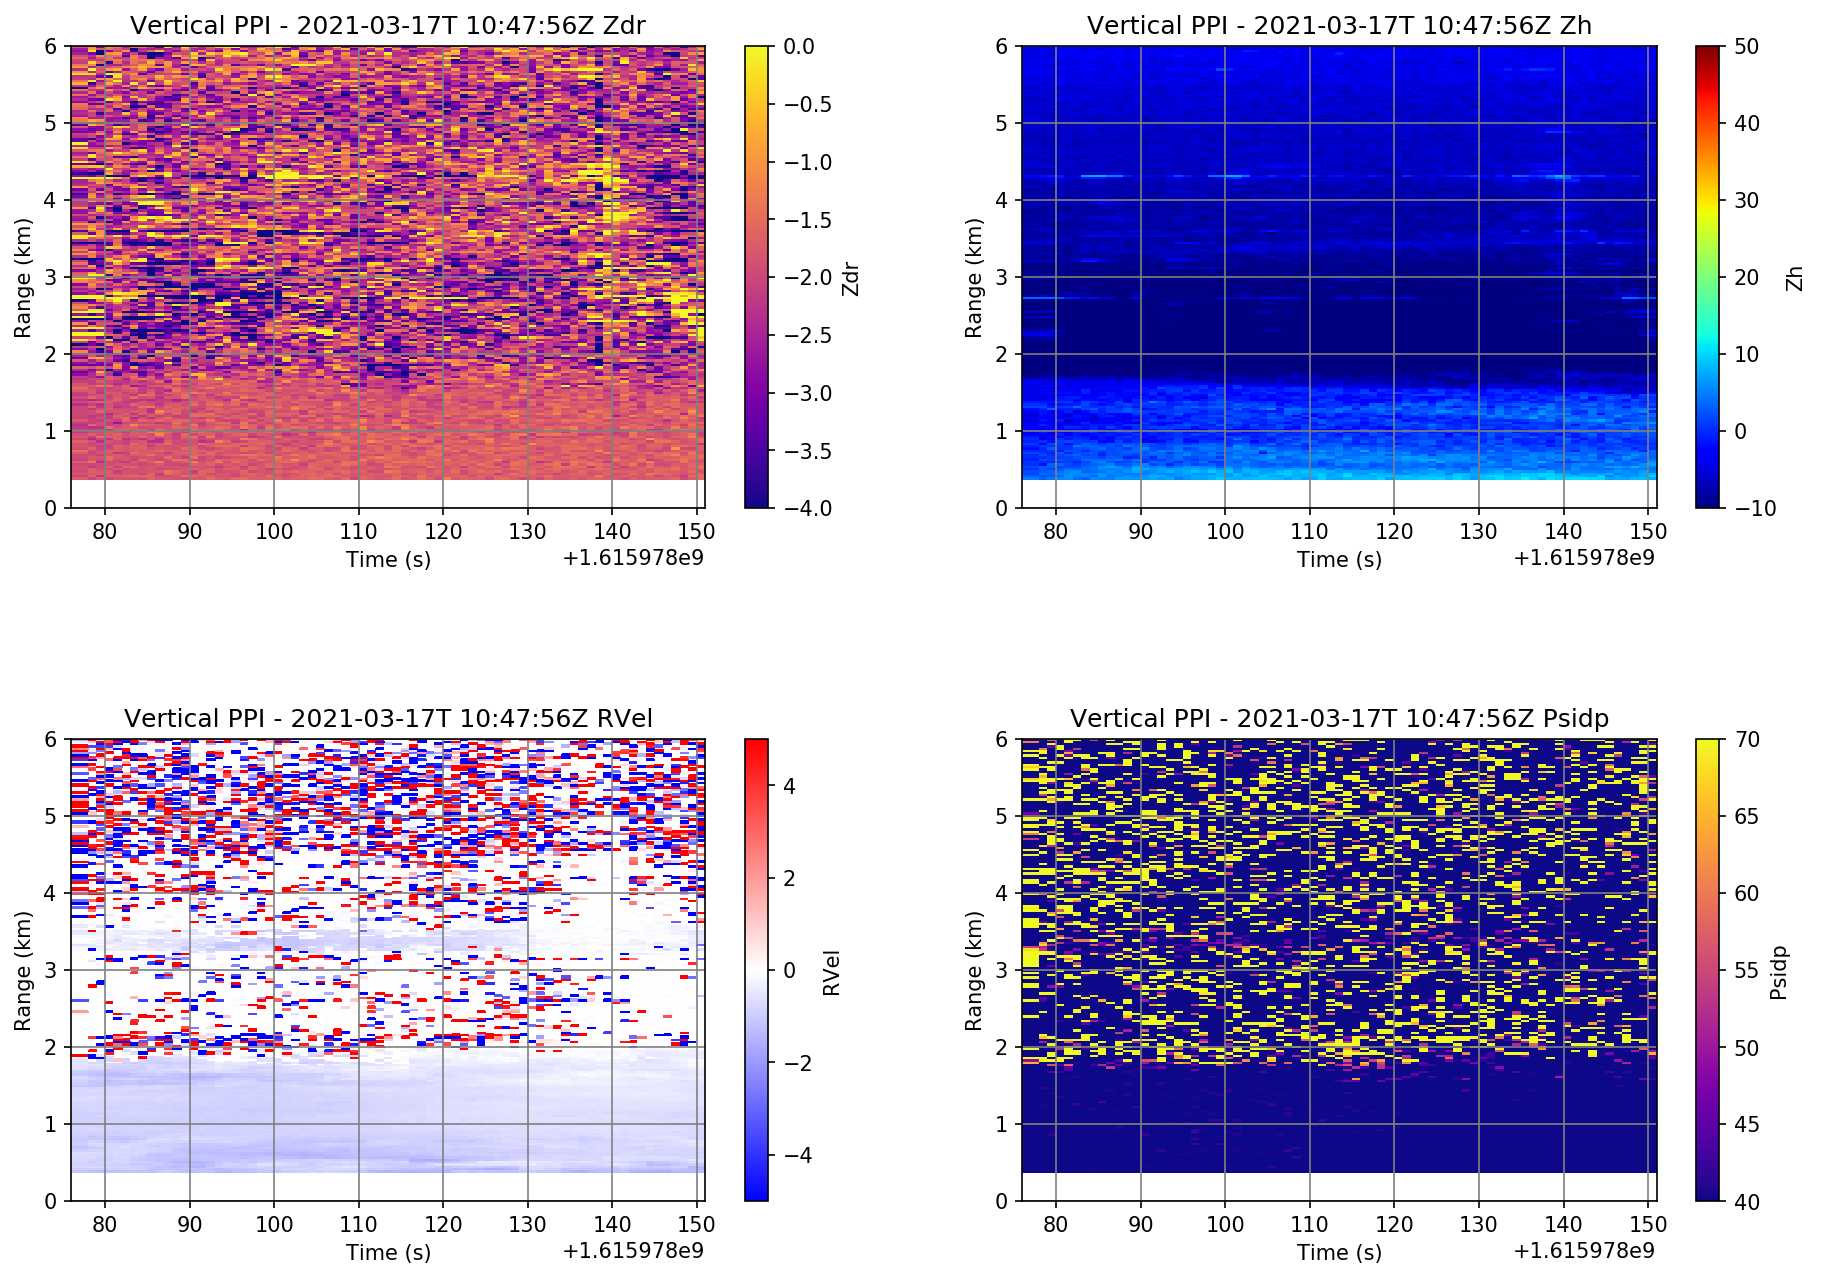 Vertical PPI - 2021-03-17T 10:47:56Z Zdr
6
5
4
3
2
1
0
Range (km)
80 90 100 110 120 130 140 150
Time (s)
+1.615978e9
0.0
−0.5
−1.0
−1.5
−2.0
−2.5
−3.0
−3.5
−4.0
Zdr
Vertical PPI - 2021-03-17T 10:47:56Z Zh
6
5
4
3
2
1
0
Range (km)
80 90 100 110 120 130 140 150
Time (s)
+1.615978e9
50
40
30
20
10
0
−10
Zh
Vertical PPI - 2021-03-17T 10:47:56Z RVel
6
5
4
3
2
1
0
Range (km)
80 90 100 110 120 130 140 150
Time (s)
+1.615978e9
4
2
0
−2
−4
RVel
Vertical PPI - 2021-03-17T 10:47:56Z Psidp
6
5
4
3
2
1
0
Range (km)
80 90 100 110 120 130 140 150
Time (s)
+1.615978e9
70
65
60
55
50
45
40
Psidp